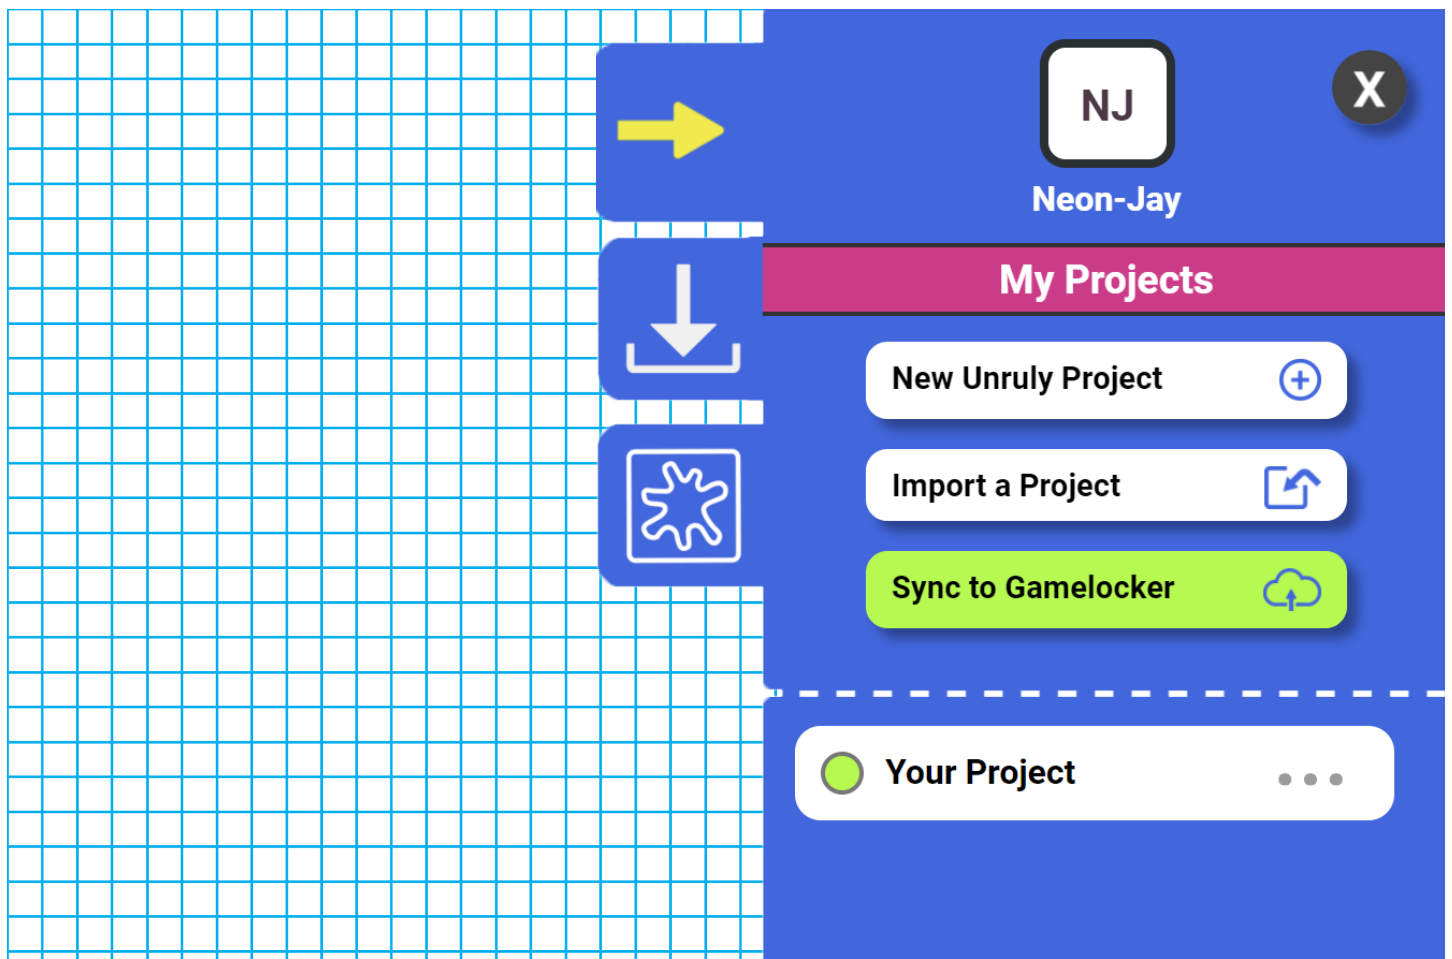 NJ
X
Neon-Jay
My Projects
New Unruly Project
Import a Project
Sync to Gamelocker
Your Project